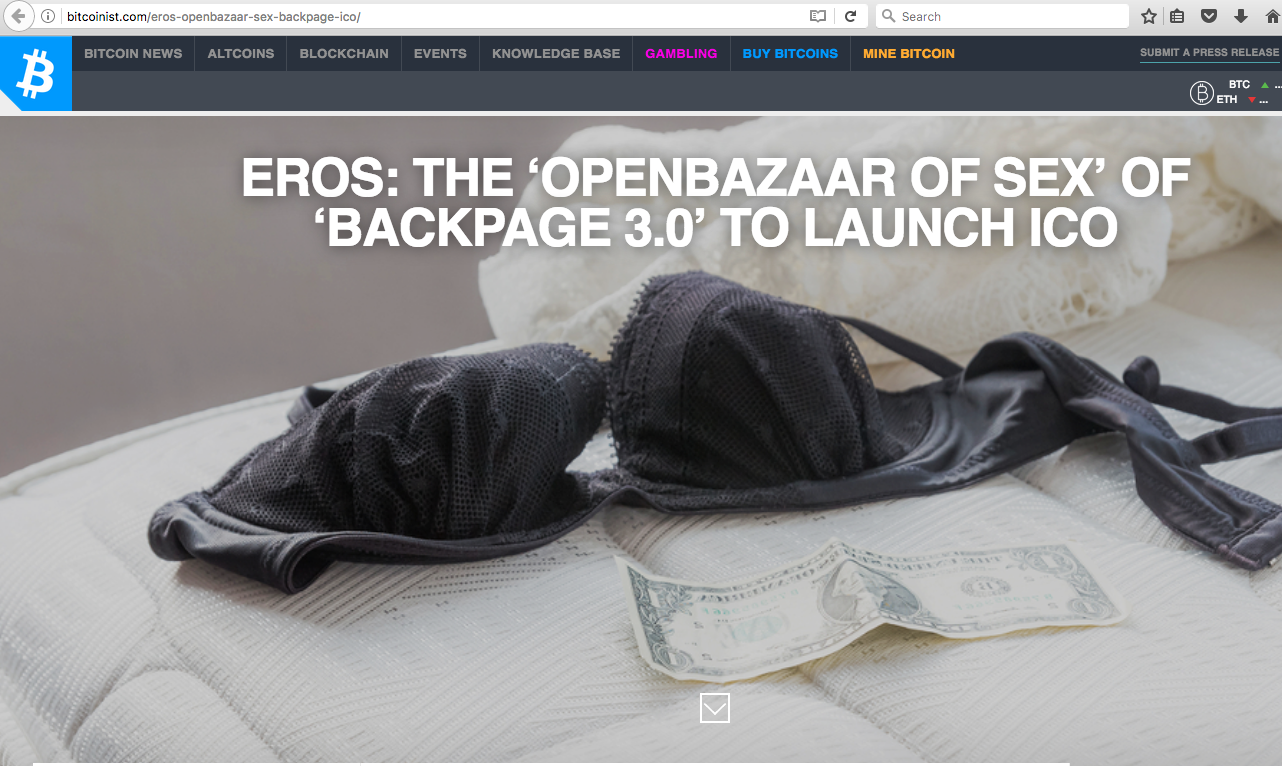 bitcoinist.com/eros-openbazaar-sex-backpage-ico/
Search
BITCOIN NEWS
ALTCOINS
BLOCKCHAIN
EVENTS
KNOWLEDGE BASE
GAMBLING
BUY BITCOINS
MINE BITCOIN
SUBMIT A PRESS RELEASE
BTC ▲ ...
ETH ▼ ...
EROS: THE ‘OPENBAZAAR OF SEX’ OF
‘BACKPAGE 3.0’ TO LAUNCH ICO